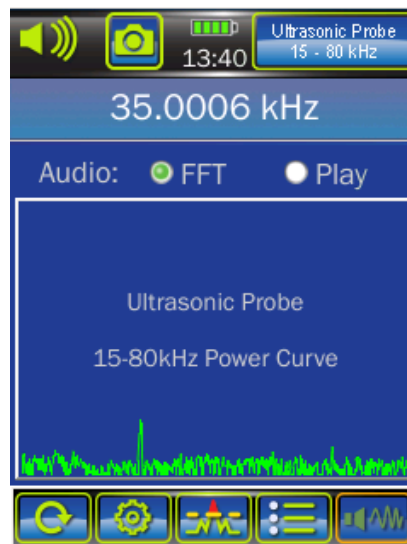 Ultrasonic Probe
15 - 80 kHz
13:40
35.0006 kHz
Audio: FFT Play
Ultrasonic Probe
15-80kHz Power Curve